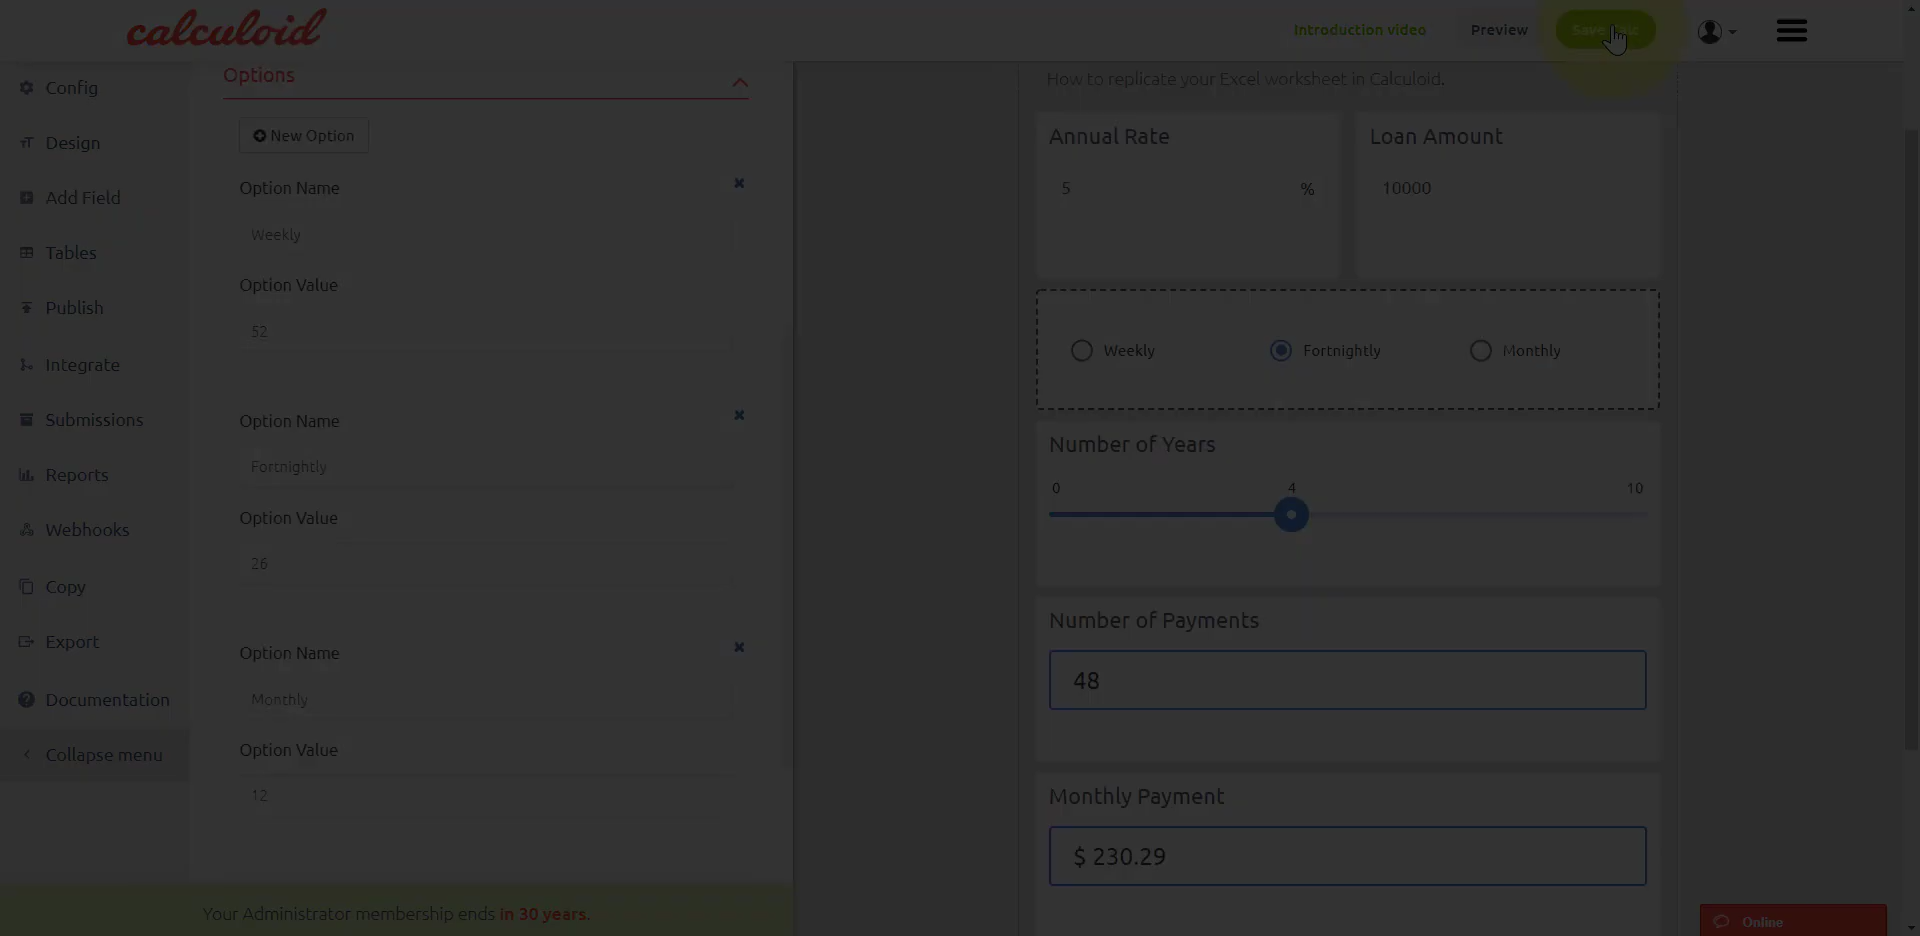 calculoid
Introduction video
Preview
Save
Config
Design
Add Field
Tables
Publish
Integrate
Submissions
Reports
Webhooks
Copy
Export
Documentation
Collapse menu
Options
New Option
Option Name
Weekly
Option Value
52
Option Name
Fortnightly
Option Value
26
Option Name
Monthly
Option Value
12
Your Administrator membership ends in 30 years.
How to replicate your Excel worksheet in Calculoid.
Annual Rate
5 %
Loan Amount
10000
Weekly Fortnightly Monthly
Number of Years
0 4 10
Number of Payments
48
Monthly Payment
$ 230.29
Online